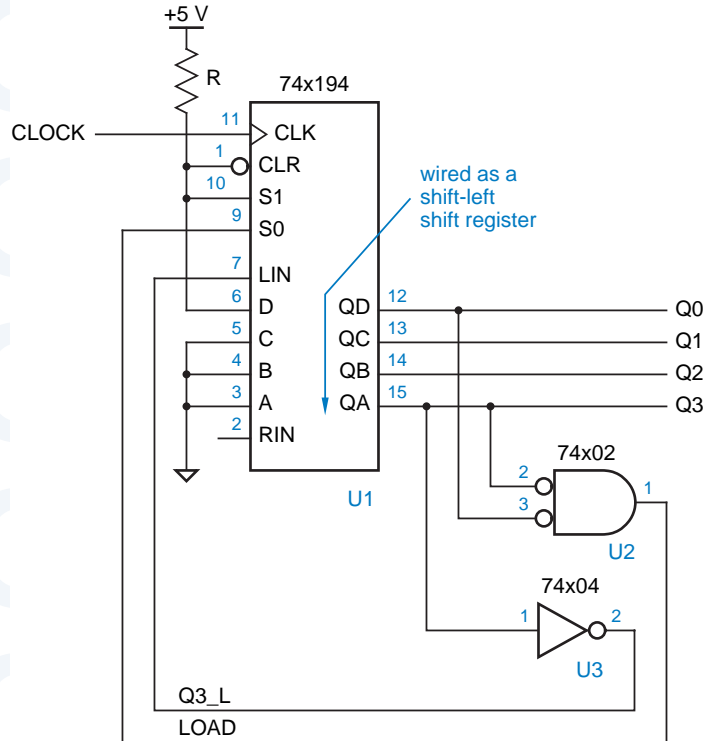 +5 V
R
74x194
CLOCK
11
CLK
1
CLR
10
S1
9
S0
7
LIN
6
D
5
C
4
B
3
A
2
RIN
wired as a
shift-left
shift register
QD
12
Q0
QC
13
Q1
QB
14
Q2
QA
15
Q3
U1
74x02
2
3
1
U2
74x04
1
2
U3
Q3_L
LOAD